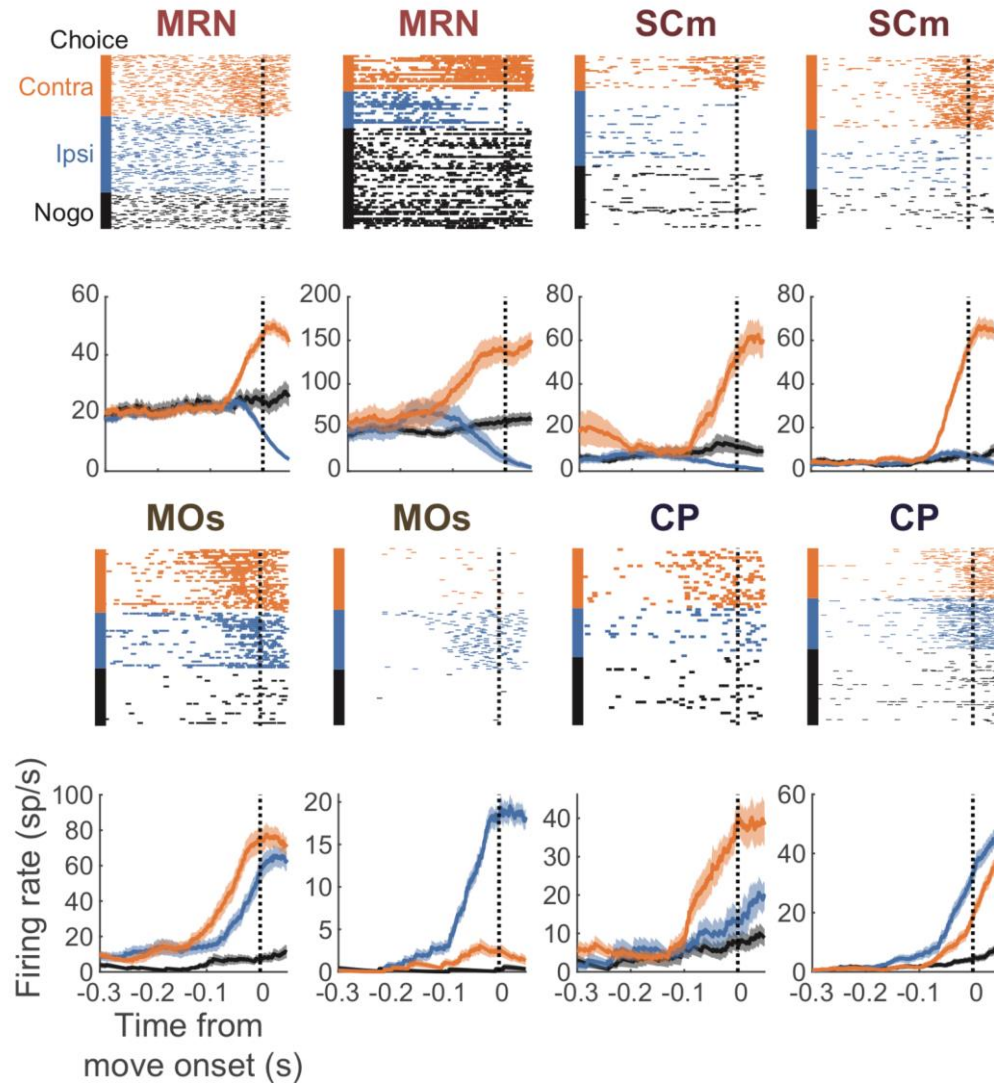 MRN MRN SCm SCm
Choice
Contra
Ipsi
Nogo
60 200 80 80
150 60 60
40
100 40 40
20
50 20 20
0 0 0 0
MOs MOs CP CP
Firing rate (sp/s)
100 20 60
80 40
15
60 30 40
10
40 20
20
20 5 10
0 0 0 0
-0.3 -0.2 -0.1 0 -0.3 -0.2 -0.1 0 -0.3 -0.2 -0.1 0 -0.3 -0.2 -0.1 0
Time from
move onset (s)